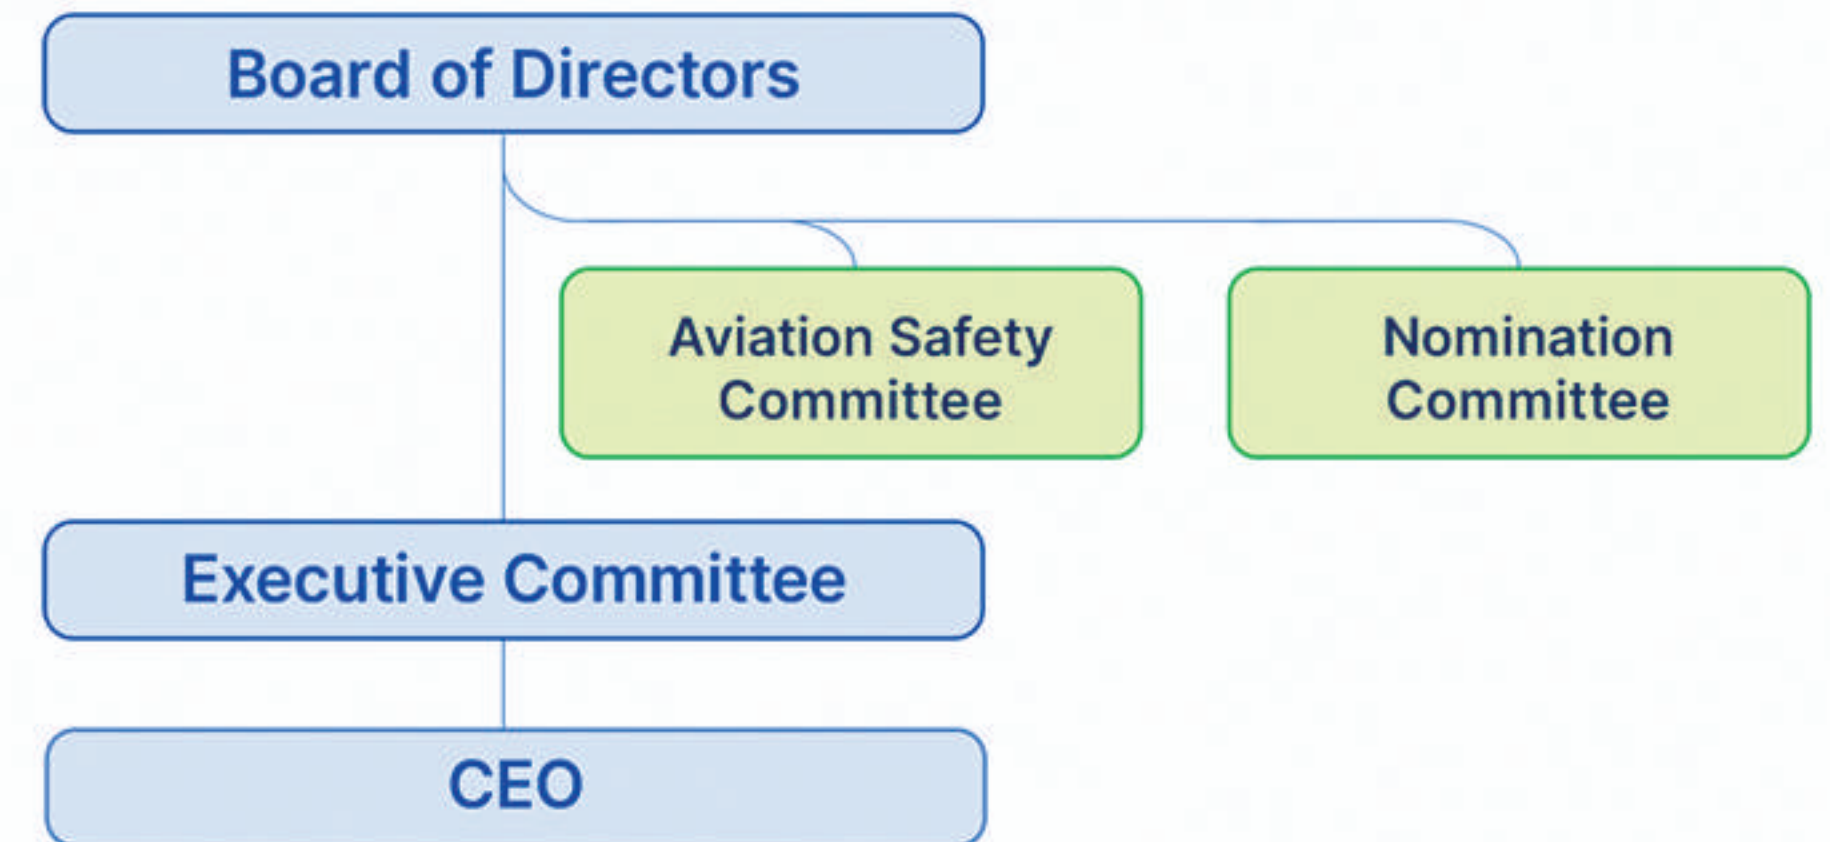 Board of Directors
Aviation Safety
Committee
Nomination
Committee
Executive Committee
CEO